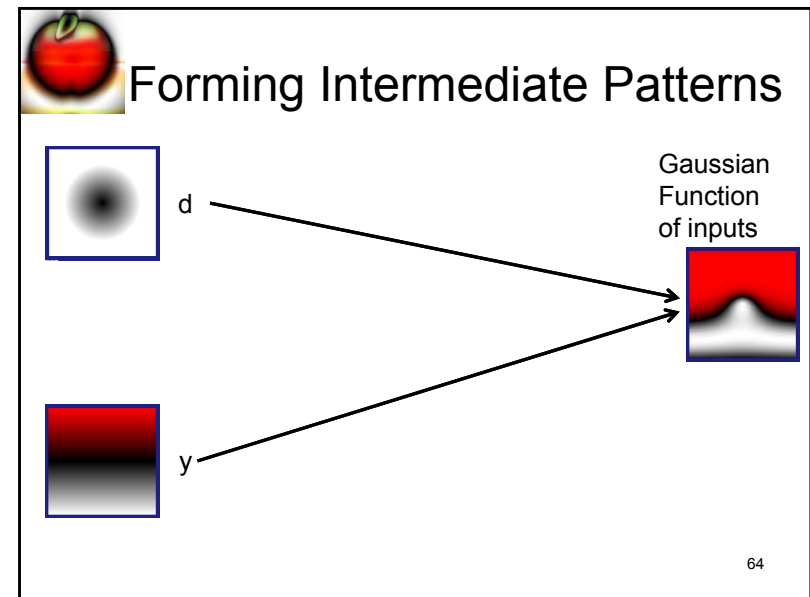 Forming Intermediate Patterns
d
Gaussian
Function
of inputs
y
64